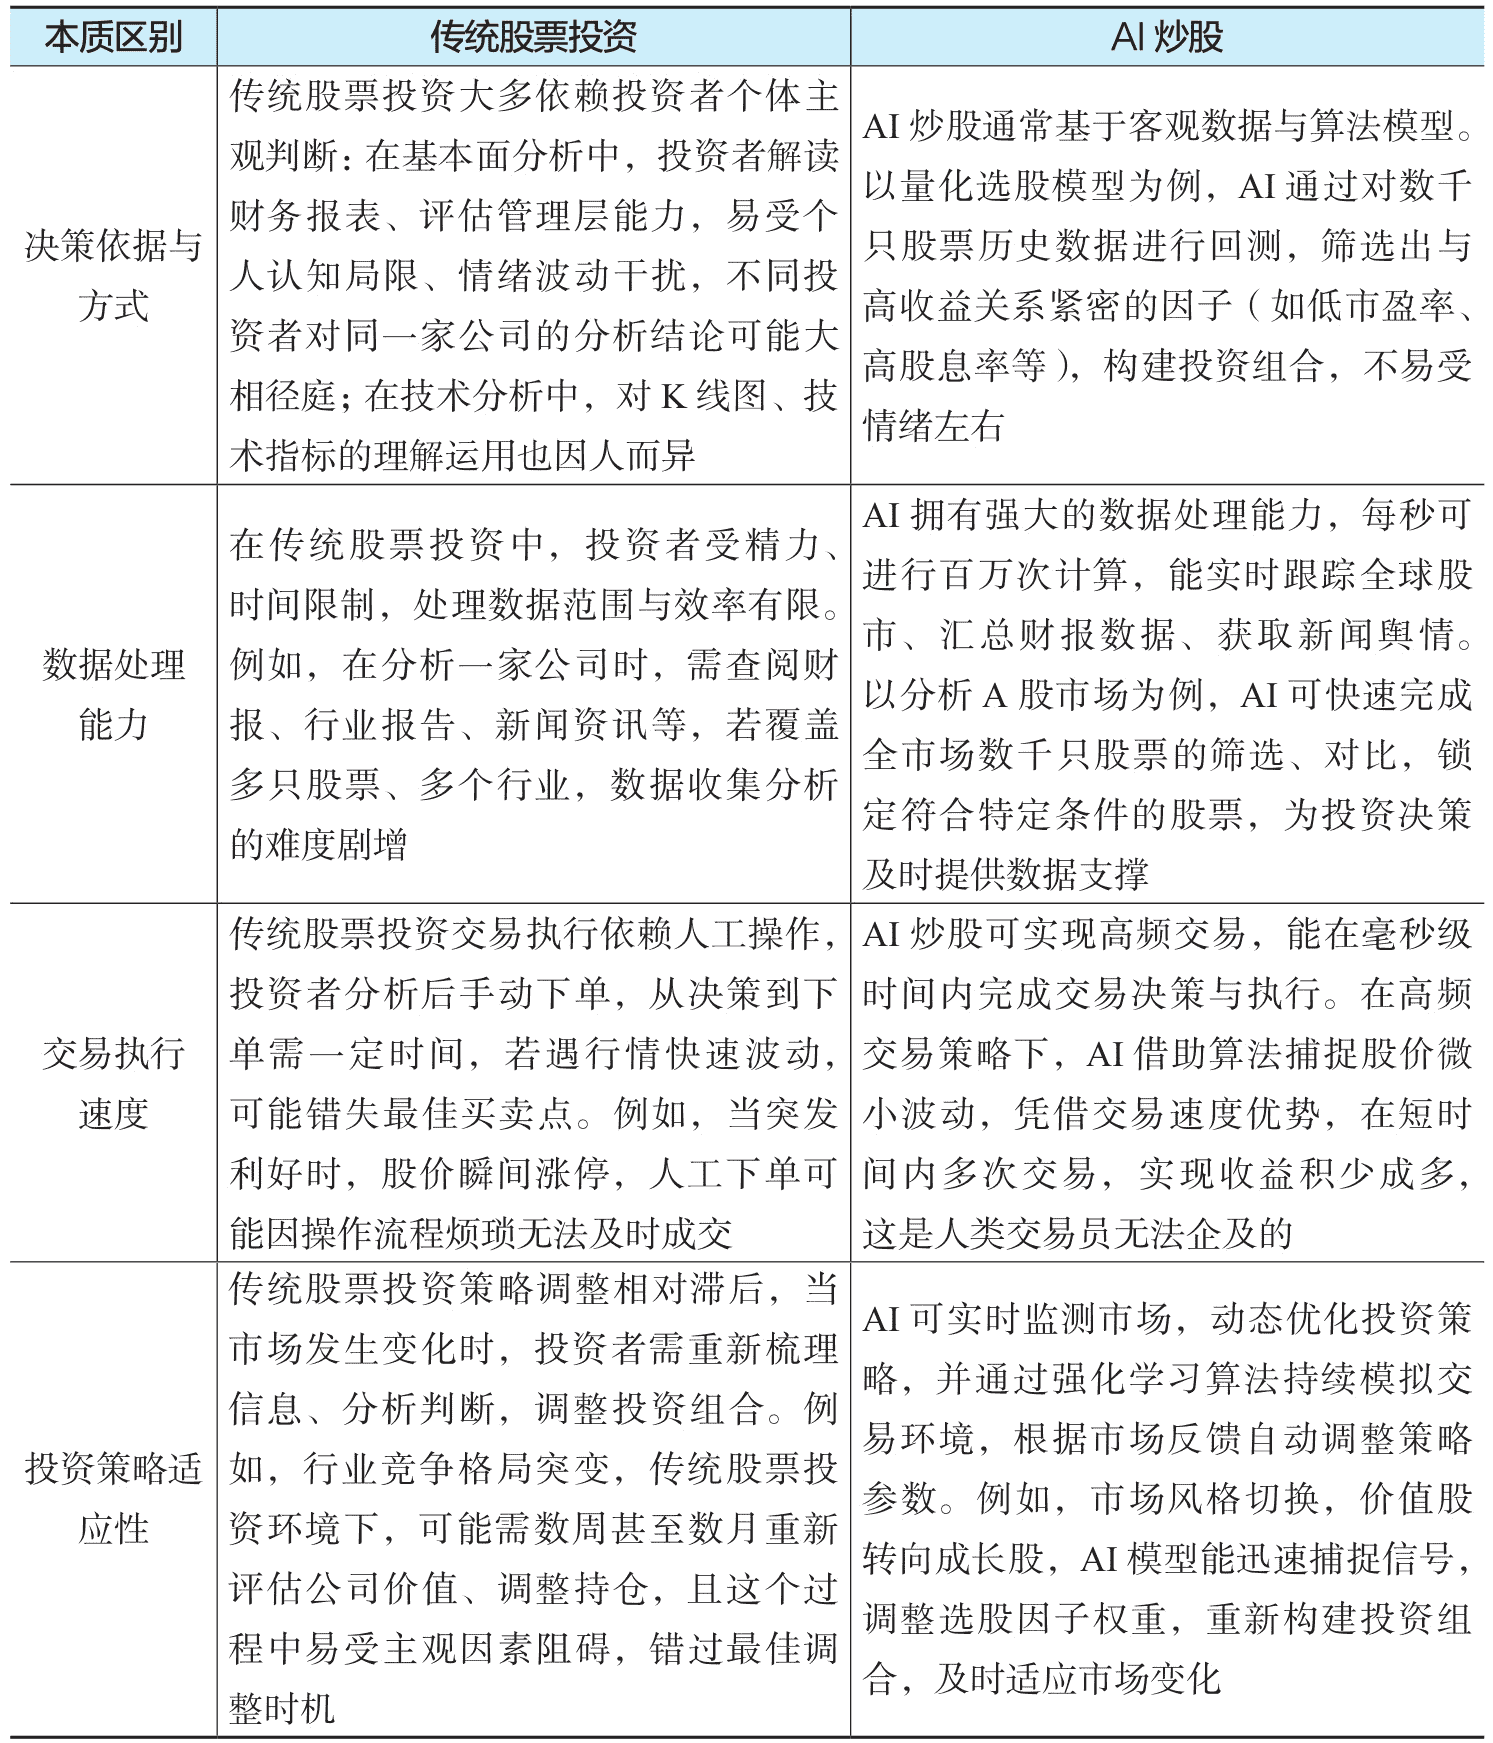 本质区别
传统股票投资
AI 炒股
决策依据与
方式
传统股票投资大多依赖投资者个体主
观判断：在基本面分析中，投资者解读
财务报表、评估管理层能力，易受个
人认知局限、情绪波动干扰，不同投
资者对同一家公司的分析结论可能大
相径庭；在技术分析中，对 K 线图、技
术指标的理解运用也因人而异
AI 炒股通常基于客观数据与算法模型。
以量化选股模型为例，AI 通过对数千
只股票历史数据进行回测，筛选出与
高收益关系紧密的因子（如低市盈率、
高股息率等），构建投资组合，不易受
情绪左右
数据处理
能力
在传统股票投资中，投资者受精力、
时间限制，处理数据范围与效率有限。
例如，在分析一家公司时，需查阅财
报、行业报告、新闻资讯等，若覆盖
多只股票、多个行业，数据收集分析
的难度剧增
AI 拥有强大的数据处理能力，每秒可
进行百万次计算，能实时跟踪全球股
市、汇总财报数据、获取新闻舆情。
以分析 A 股市场为例，AI 可快速完成
全市场数千只股票的筛选、对比，锁
定符合特定条件的股票，为投资决策
及时提供数据支撑
交易执行
速度
传统股票投资交易执行依赖人工操作，
投资者分析后手动下单，从决策到下
单需一定时间，若遇行情快速波动，
可能错失最佳买卖点。例如，当突发
利好时，股价瞬间涨停，人工下单可
能因操作流程烦琐无法及时成交
AI 炒股可实现高频交易，能在毫秒级
时间内完成交易决策与执行。在高频
交易策略下，AI 借助算法捕捉股价微
小波动，凭借交易速度优势，在短时
间内多次交易，实现收益积少成多，
这是人类交易员无法企及的
投资策略适
应性
传统股票投资策略调整相对滞后，当
市场发生变化时，投资者需重新梳理
信息、分析判断，调整投资组合。例
如，行业竞争格局突变，传统股票投
资环境下，可能需数周甚至数月重新
评估公司价值、调整持仓，且这个过
程中易受主观因素阻碍，错过最佳调
整时机
AI 可实时监测市场，动态优化投资策
略，并通过强化学习算法持续模拟交
易环境，根据市场反馈自动调整策略
参数。例如，市场风格切换，价值股
转向成长股，AI 模型能迅速捕捉信号，
调整选股因子权重，重新构建投资组
合，及时适应市场变化